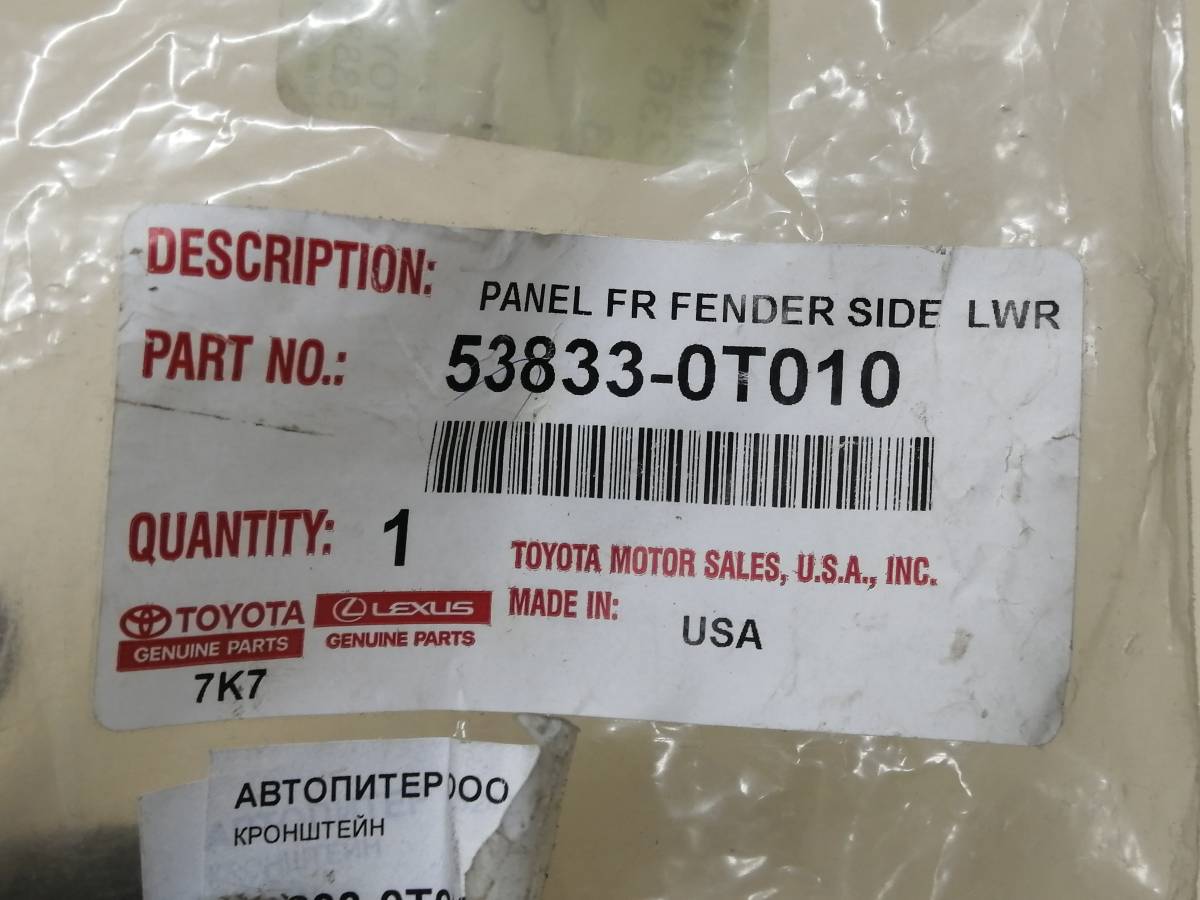 DESCRIPTION:
PANEL FR FENDER SIDE LWR
PART NO.: 53833-0T010
QUANTITY: 1
TOYOTA MOTOR SALES, U.S.A., INC.
TOYOTA
GENUINE PARTS
LEXUS
GENUINE PARTS
MADE IN:
USA
7K7
АВТОПИТЕР ООО
КРОНШТЕЙН